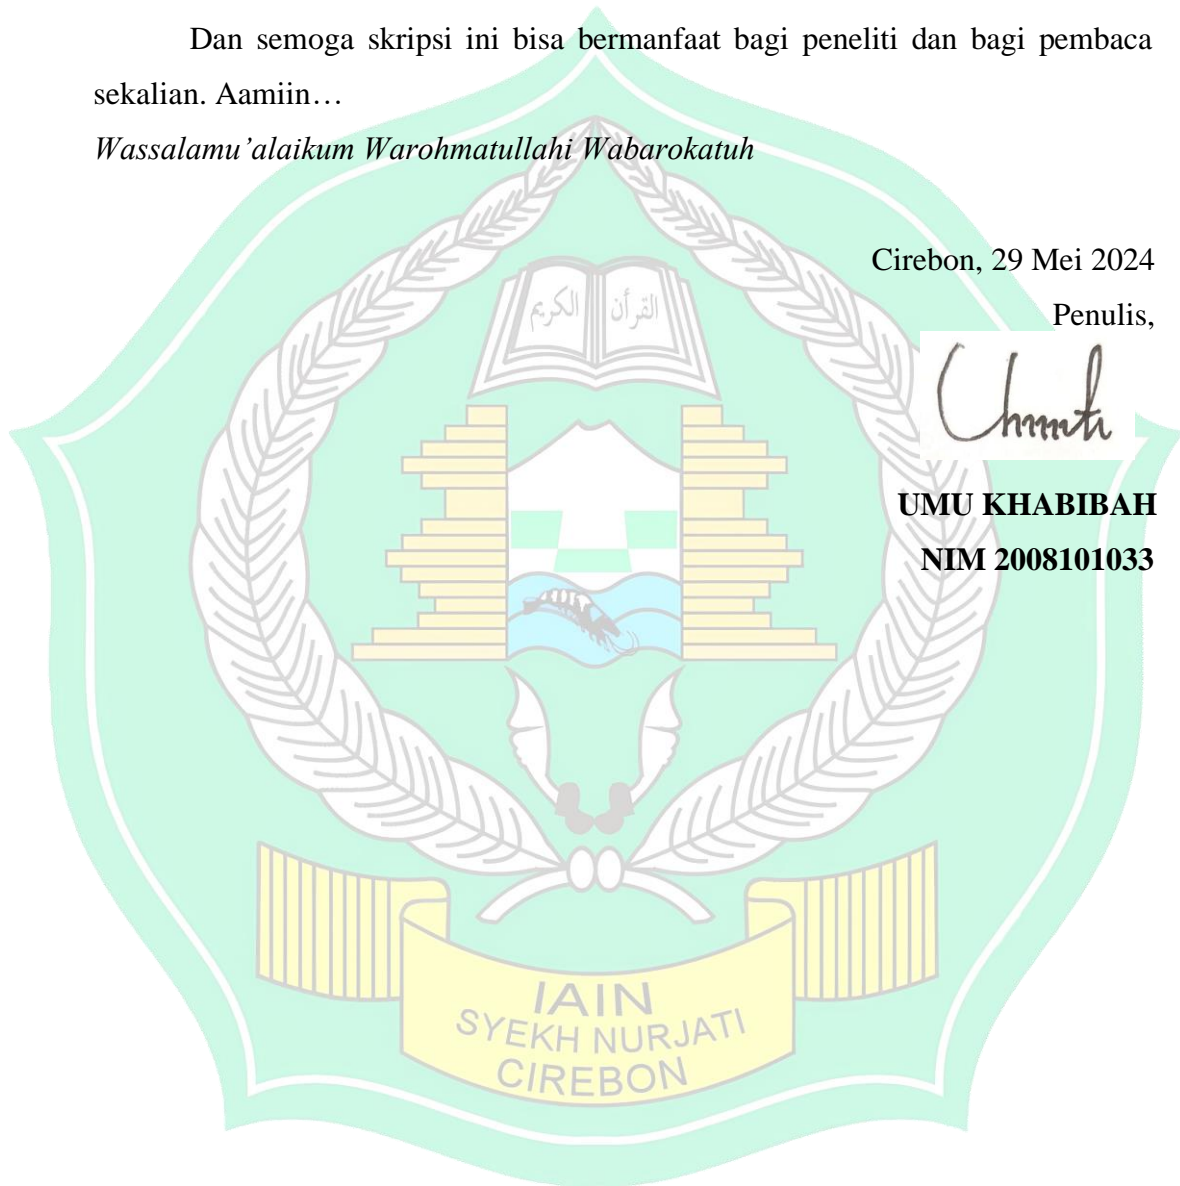 Dan semoga skripsi ini bisa bermanfaat bagi peneliti dan bagi pembaca
sekalian. Aamiin…
Wassalamu’alaikum Warohmatullahi Wabarokatuh
Cirebon, 29 Mei 2024
Penulis,
UMU KHABIBAH
NIM 2008101033
القرأن الكريم
IAIN
SYEKH NURJATI
CIREBON